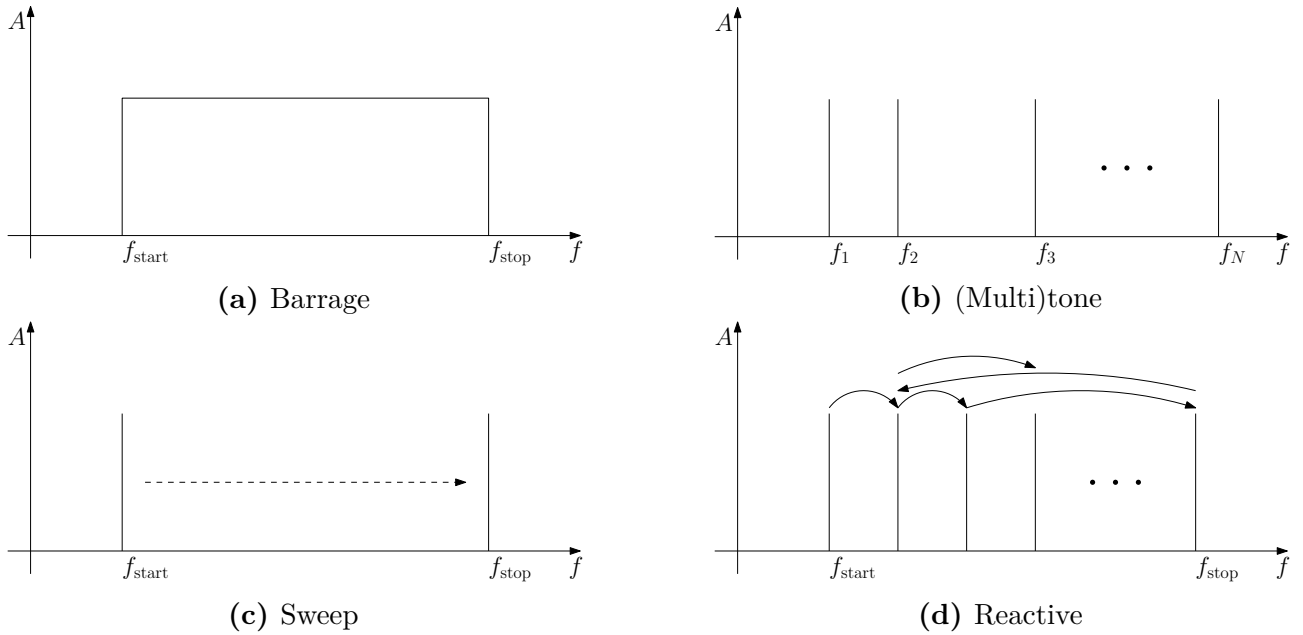 A
f_start
f_stop
f
(a) Barrage
A
f_1
f_2
f_3
. . .
f_N
f
(b) (Multi)tone
A
f_start
f_stop
f
(c) Sweep
A
. . .
f_start
f_stop
f
(d) Reactive